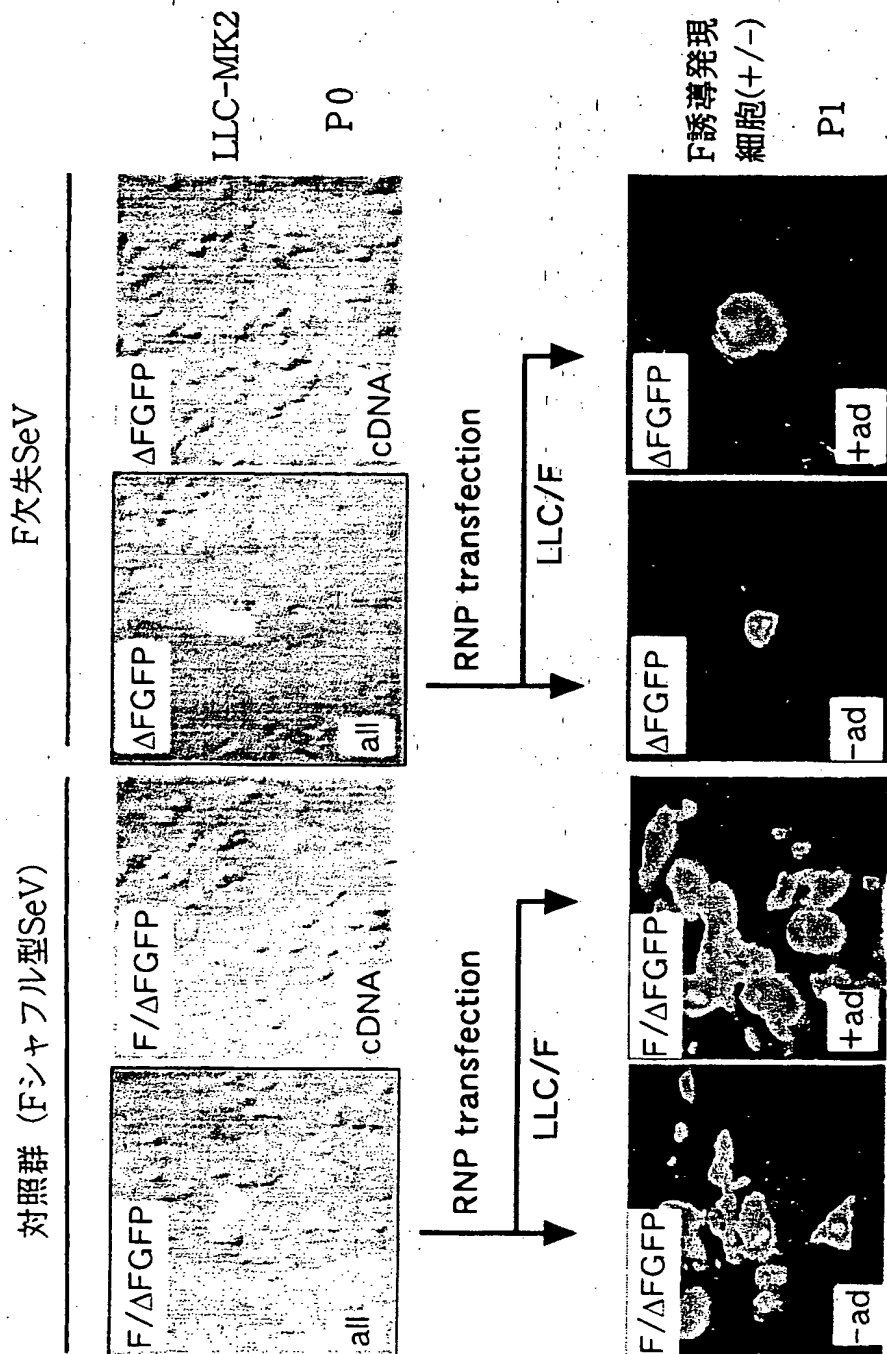 対照群 (Fシャフル型SeV)
F欠失SeV
F/ΔFGFP
all
F/ΔFGFP
cDNA
ΔFGFP
all
ΔFGFP
cDNA
LLC-MK2
P0
RNP transfection
LLC/F
RNP transfection
LLC/F
F/ΔFGFP
-ad
F/ΔFGFP
+ad
ΔFGFP
-ad
ΔFGFP
+ad
F誘導発現
細胞(+/-)
P1